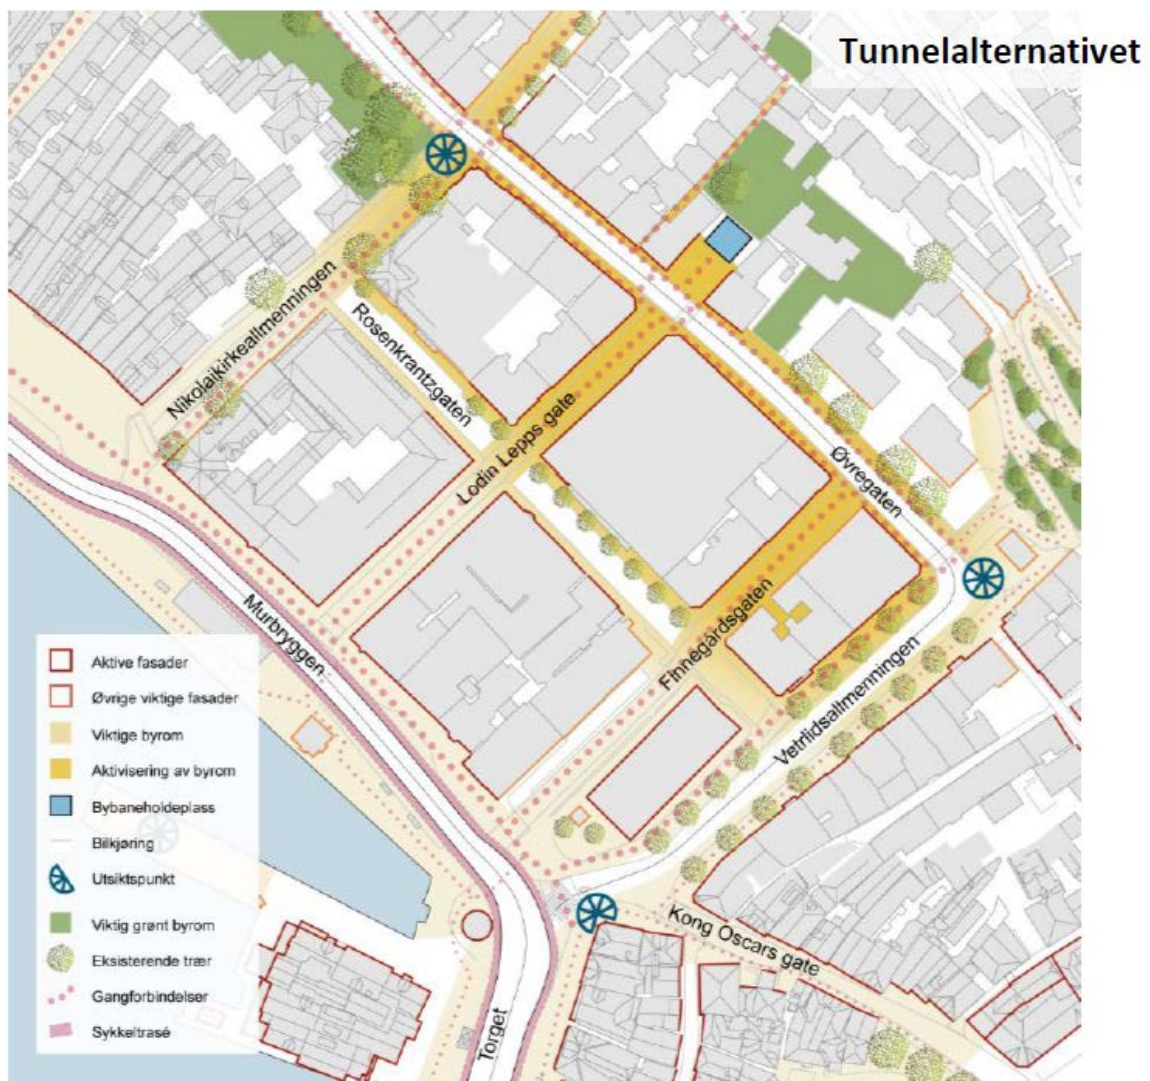 Tunnelalternativet
Nikolaikirkeallmenningen
Rosenkrantzgaten
Lodin Lepps gate
Øvregaten
Finnegårdsgaten
Murbryggen
Vetrlidsallmenningen
Kong Oscars gate
Torget
Aktive fasader
Øvrige viktige fasader
Viktige byrom
Aktivisering av byrom
Bybaneholdeplass
Bilkjøring
Utsiktspunkt
Viktig grønt byrom
Eksisterende trær
Gangforbindelser
Sykkeltrasé